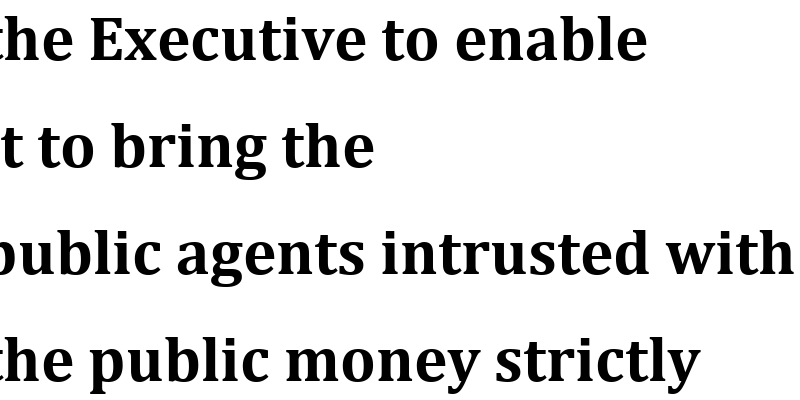 the Executive to enable
t to bring the
public agents intrusted with
the public money strictly